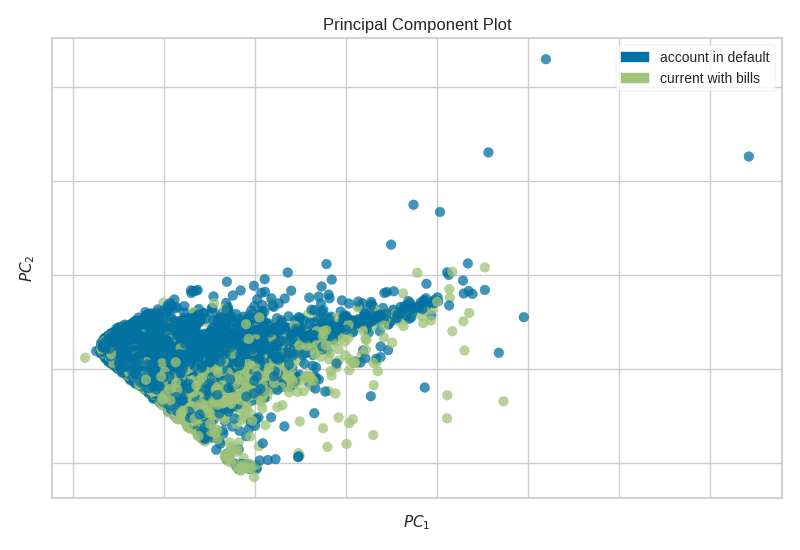 Principal Component Plot
account in default
current with bills
PC₂
PC₁